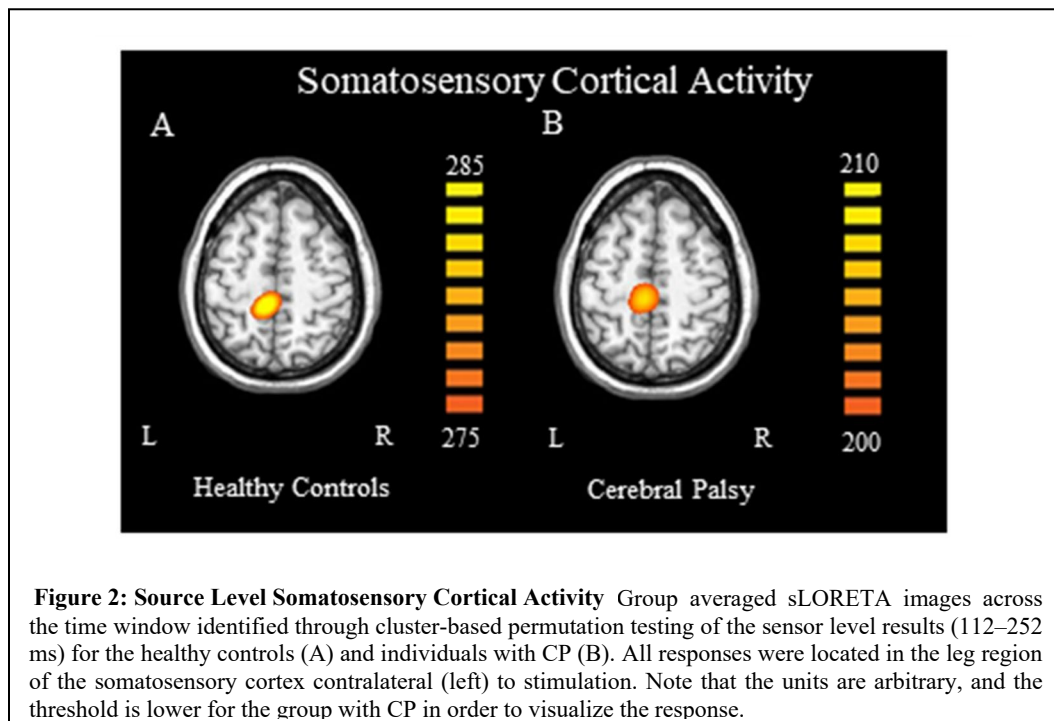 Somatosensory Cortical Activity
A B
285 210
L R L R
275 200
Healthy Controls Cerebral Palsy
Figure 2: Source Level Somatosensory Cortical Activity Group averaged sLORETA images across
the time window identified through cluster-based permutation testing of the sensor level results (112–252
ms) for the healthy controls (A) and individuals with CP (B). All responses were located in the leg region
of the somatosensory cortex contralateral (left) to stimulation. Note that the units are arbitrary, and the
threshold is lower for the group with CP in order to visualize the response.